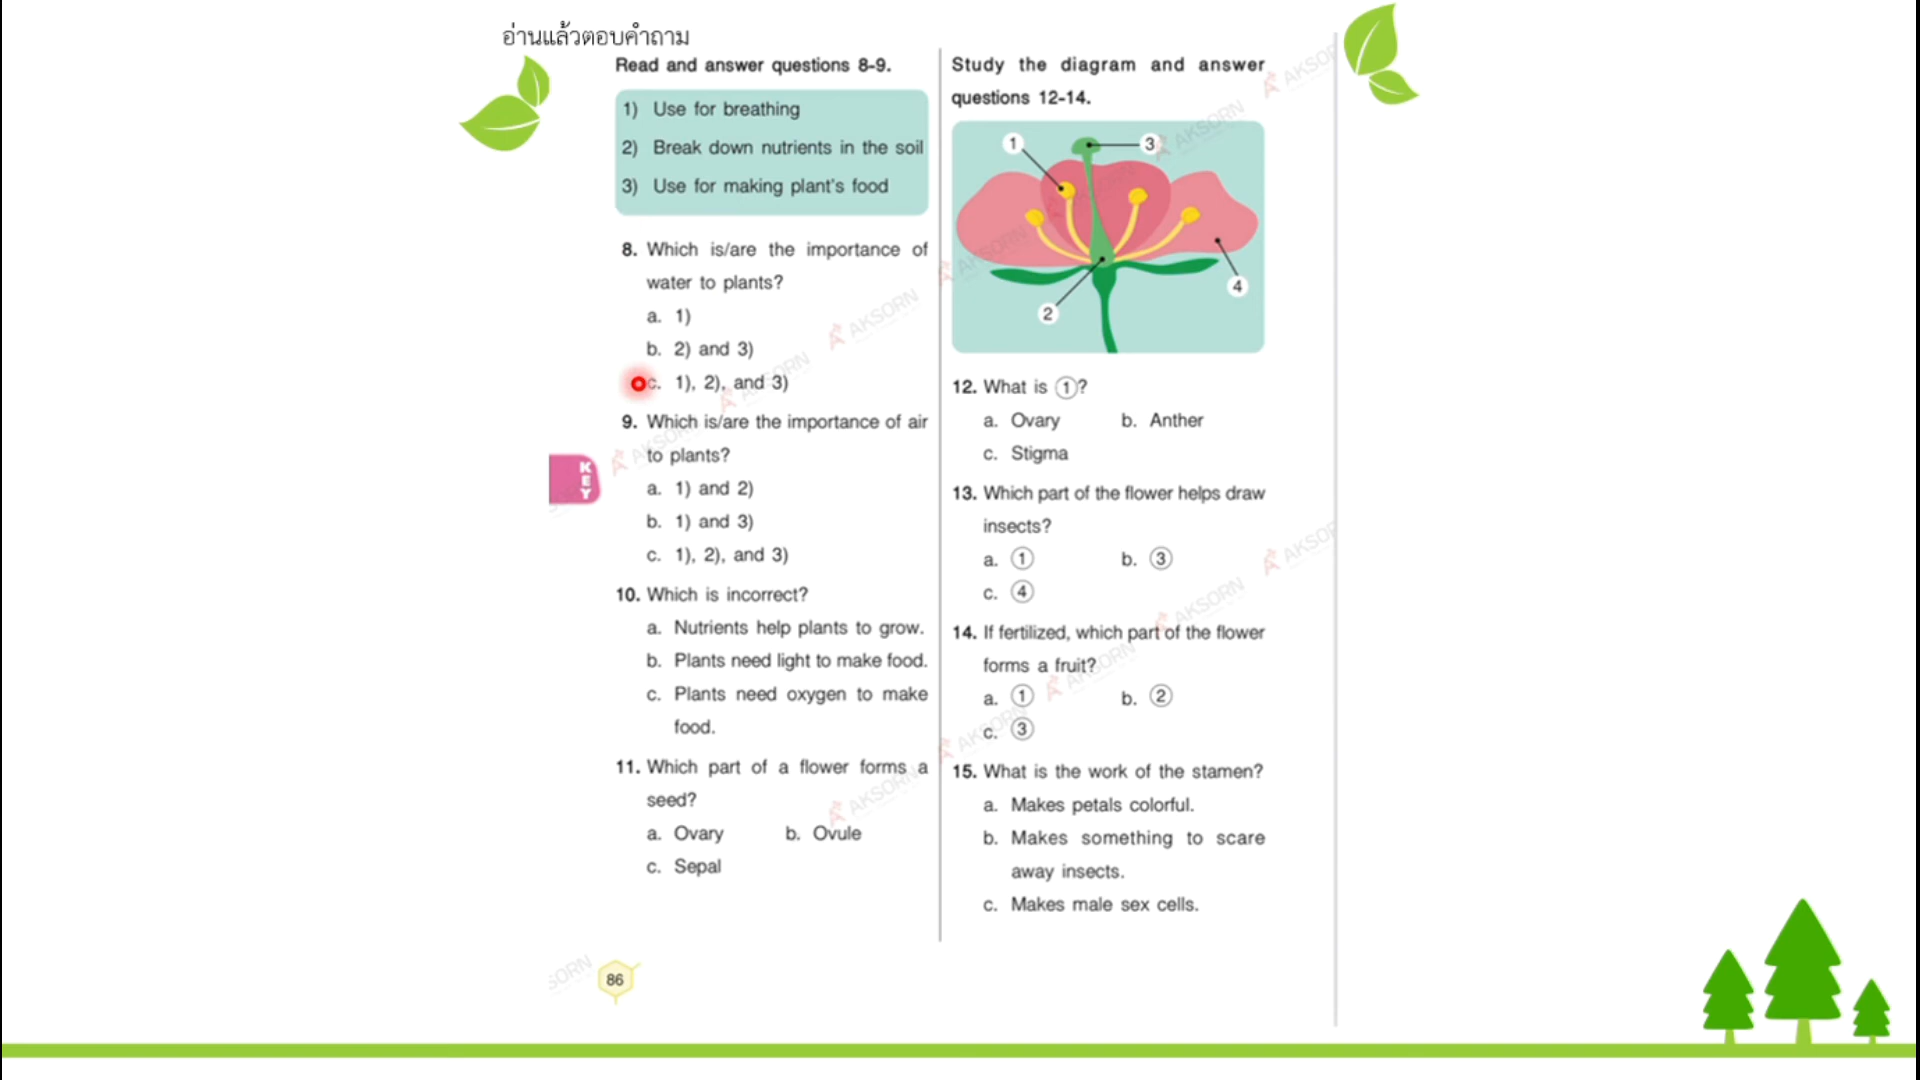 อ่านแล้วตอบคำถาม
Read and answer questions 8-9.
1) Use for breathing
2) Break down nutrients in the soil
3) Use for making plant's food
8. Which is/are the importance of
water to plants?
a. 1)
b. 2) and 3)
c. 1), 2), and 3)
9. Which is/are the importance of air
to plants?
a. 1) and 2)
b. 1) and 3)
c. 1), 2), and 3)
10. Which is incorrect?
a. Nutrients help plants to grow.
b. Plants need light to make food.
c. Plants need oxygen to make
food.
11. Which part of a flower forms a
seed?
a. Ovary b. Ovule
c. Sepal
KEY
86
Study the diagram and answer
questions 12-14.
1
3
4
2
12. What is ①?
a. Ovary b. Anther
c. Stigma
13. Which part of the flower helps draw
insects?
a. ① b. ③
c. ④
14. If fertilized, which part of the flower
forms a fruit?
a. ① b. ②
c. ③
15. What is the work of the stamen?
a. Makes petals colorful.
b. Makes something to scare
away insects.
c. Makes male sex cells.
AKSORN